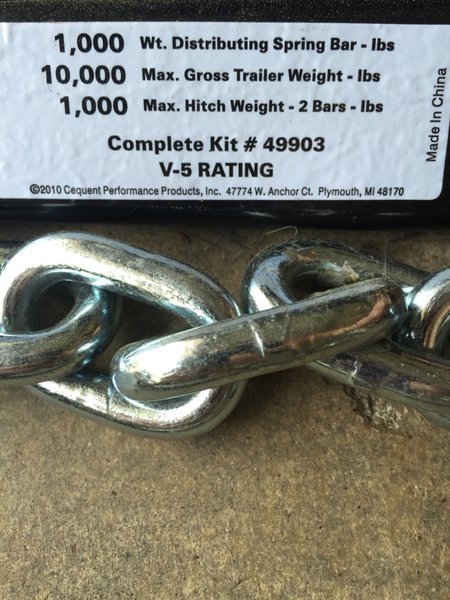 1,000 Wt. Distributing Spring Bar - lbs
10,000 Max. Gross Trailer Weight - lbs
1,000 Max. Hitch Weight - 2 Bars - lbs
Complete Kit # 49903
V-5 RATING
©2010 Cequent Performance Products, Inc. 47774 W. Anchor Ct. Plymouth, MI 48170
Made In China